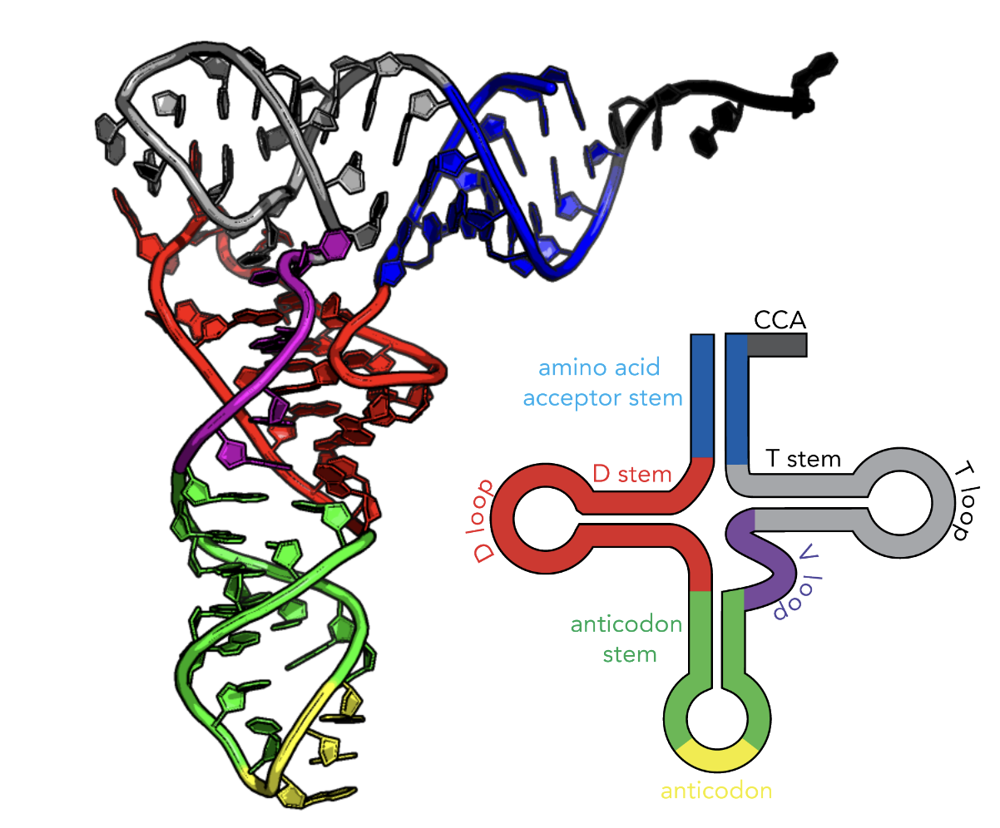 CCA
amino acid
acceptor stem
T stem
D stem
D loop
T loop
V loop
anticodon
stem
anticodon